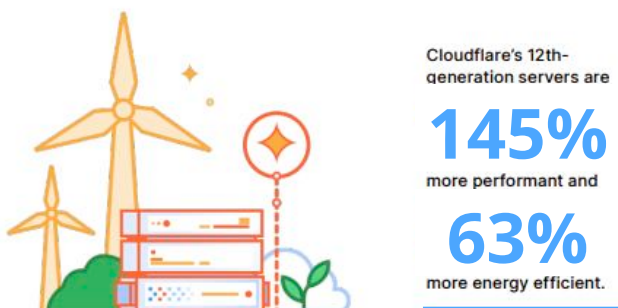 Cloudflare's 12th-
generation servers are
145%
more performant and
63%
more energy efficient.